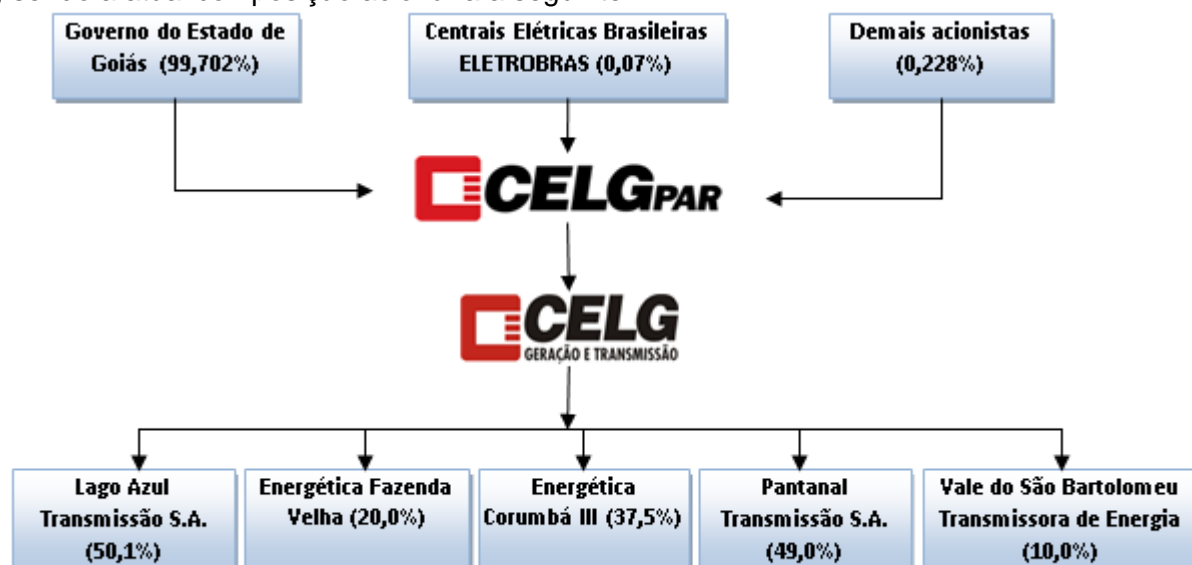 Governo do Estado de
Goiás (99,702%)
Centrais Elétricas Brasileiras
ELETROBRAS (0,07%)
Demais acionistas
(0,228%)
CELGPAR
CELG
GERAÇÃO E TRANSMISSÃO
Lago Azul
Transmissão S.A.
(50,1%)
Energética Fazenda
Velha (20,0%)
Energética
Corumbá III (37,5%)
Pantanal
Transmissão S.A.
(49,0%)
Vale do São Bartolomeu
Transmissora de Energia
(10,0%)